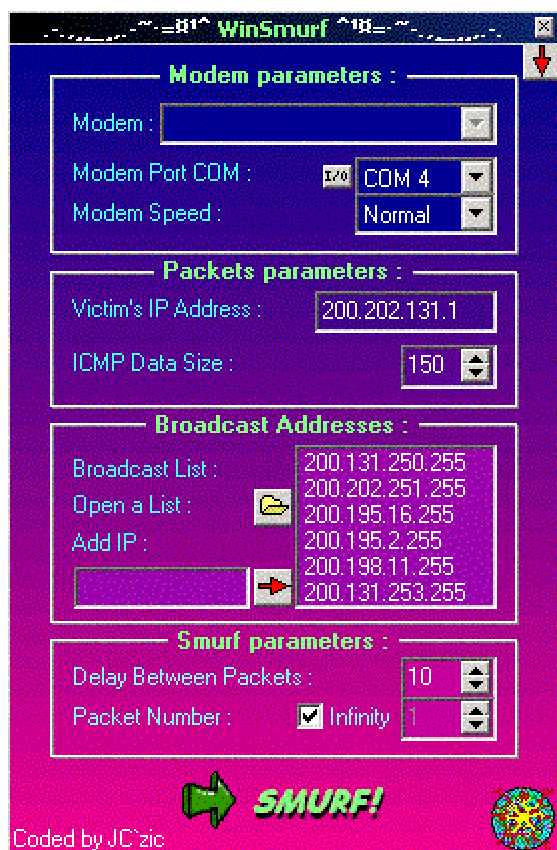 .-.,_,.-·~·-=¤¹^ WinSmurf ^¹¤=-·~·-.,_,.-.
Modem parameters :
Modem :
Modem Port COM : I/O COM 4
Modem Speed : Normal
Packets parameters :
Victim's IP Address : 200.202.131.1
ICMP Data Size : 150
Broadcast Addresses :
Broadcast List :
Open a List :
Add IP :
200.131.250.255
200.202.251.255
200.195.16.255
200.195.2.255
200.198.11.255
200.131.253.255
Smurf parameters :
Delay Between Packets : 10
Packet Number : Infinity 1
SMURF!
Coded by JC`zic